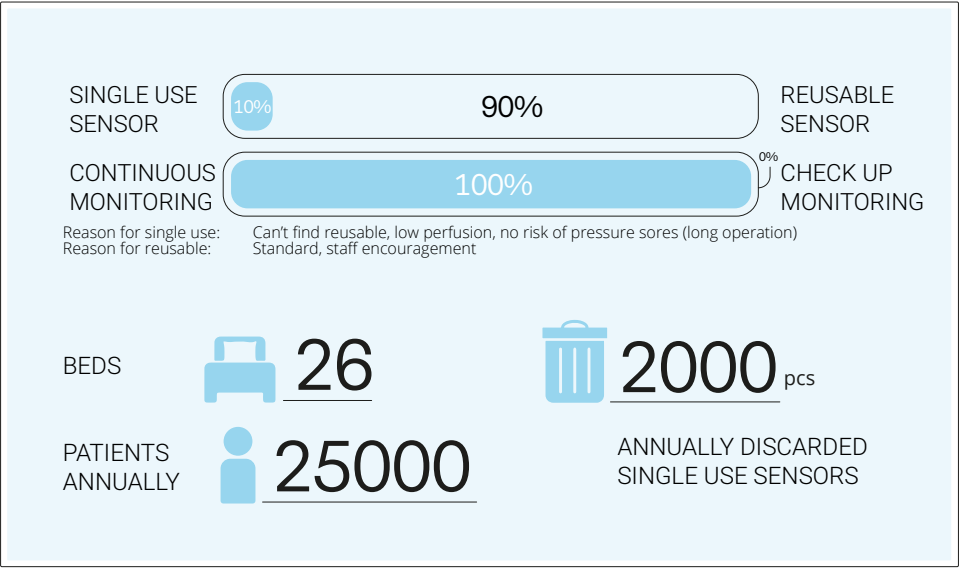 SINGLE USE
SENSOR
10%
90%
REUSABLE
SENSOR
CONTINUOUS
MONITORING
100%
0%
CHECK UP
MONITORING
Reason for single use: Can’t find reusable, low perfusion, no risk of pressure sores (long operation)
Reason for reusable: Standard, staff encouragement
BEDS
26
2000 pcs
PATIENTS
ANNUALLY
25000
ANNUALLY DISCARDED
SINGLE USE SENSORS